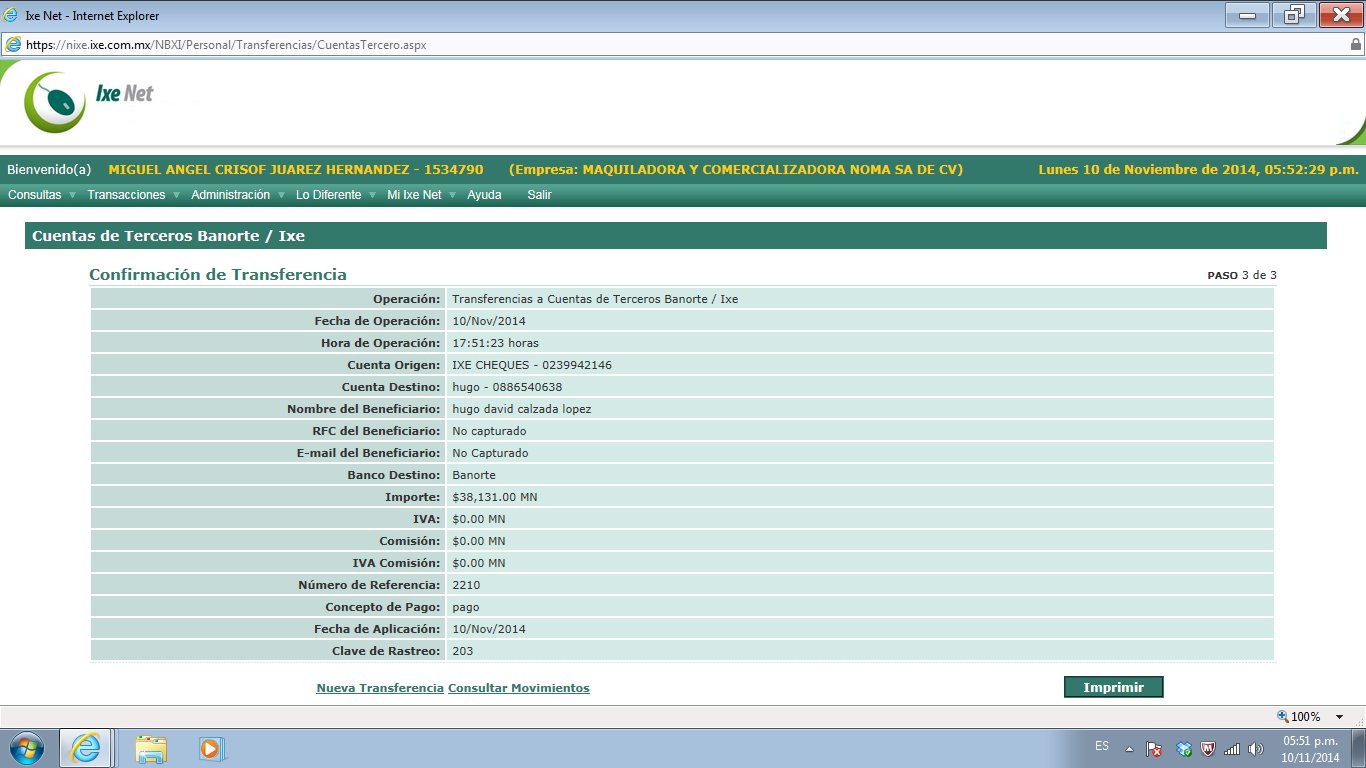 Ixe Net - Internet Explorer
https://nixe.ixe.com.mx/NBXI/Personal/Transferencias/CuentasTercero.aspx
Ixe Net
Bienvenido(a) MIGUEL ANGEL CRISOF JUAREZ HERNANDEZ - 1534790 (Empresa: MAQUILADORA Y COMERCIALIZADORA NOMA SA DE CV) Lunes 10 de Noviembre de 2014, 05:52:29 p.m.
Consultas Transacciones Administración Lo Diferente Mi Ixe Net Ayuda Salir
Cuentas de Terceros Banorte / Ixe
Confirmación de Transferencia PASO 3 de 3
Operación: Transferencias a Cuentas de Terceros Banorte / Ixe
Fecha de Operación: 10/Nov/2014
Hora de Operación: 17:51:23 horas
Cuenta Origen: IXE CHEQUES - 0239942146
Cuenta Destino: hugo - 0886540638
Nombre del Beneficiario: hugo david calzada lopez
RFC del Beneficiario: No capturado
E-mail del Beneficiario: No Capturado
Banco Destino: Banorte
Importe: $38,131.00 MN
IVA: $0.00 MN
Comisión: $0.00 MN
IVA Comisión: $0.00 MN
Número de Referencia: 2210
Concepto de Pago: pago
Fecha de Aplicación: 10/Nov/2014
Clave de Rastreo: 203
Nueva Transferencia Consultar Movimientos Imprimir
100%
ES 05:51 p.m.
10/11/2014